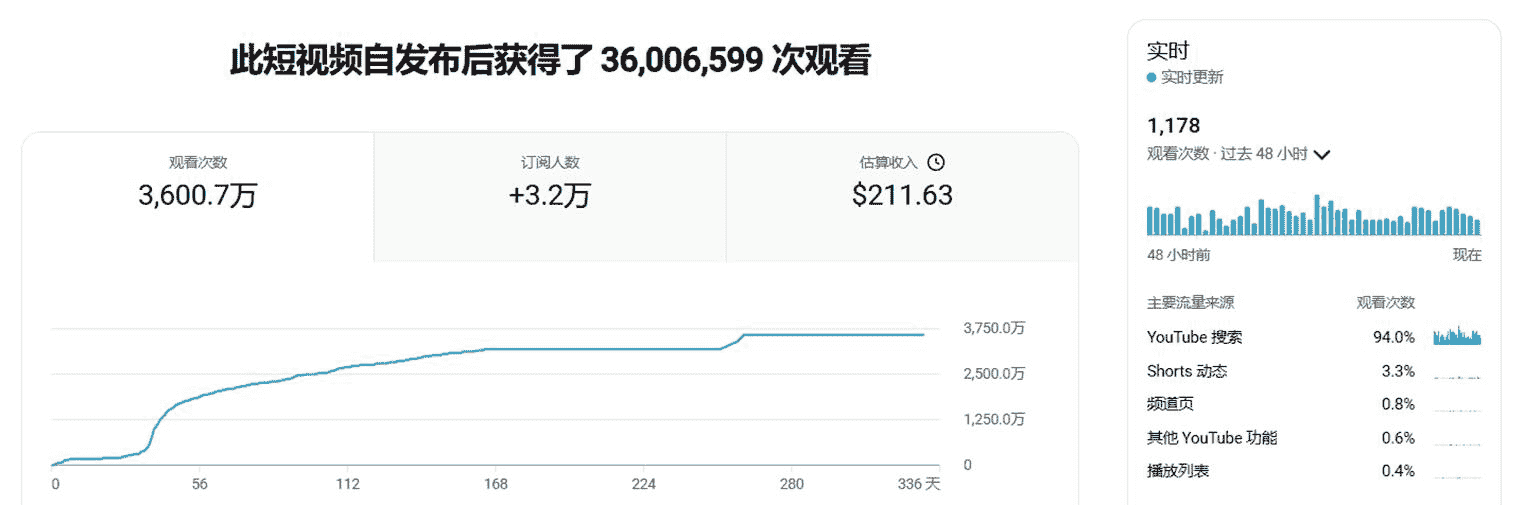 此短视频自发布后获得了 36,006,599 次观看
观看次数
3,600.7万
订阅人数
+3.2万
估算收入
$211.63
3,750.0万
2,500.0万
1,250.0万
0
0 56 112 168 224 280 336 天
实时
实时更新
1,178
观看次数 · 过去 48 小时
48 小时前 现在
主要流量来源 观看次数
YouTube 搜索 94.0%
Shorts 动态 3.3%
频道页 0.8%
其他 YouTube 功能 0.6%
播放列表 0.4%